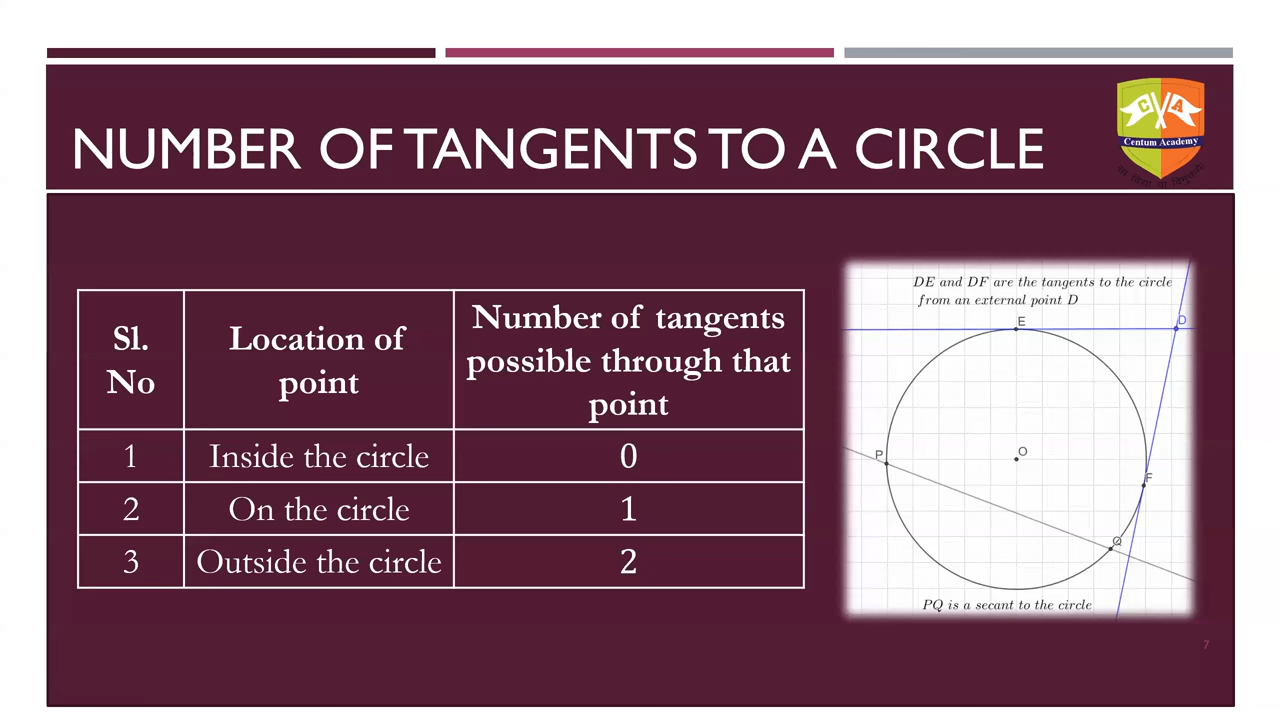 NUMBER OF TANGENTS TO A CIRCLE
C A
Centum Academy
Sl.
No
Location of
point
Number of tangents
possible through that
point
1 Inside the circle 0
2 On the circle 1
3 Outside the circle 2
DE and DF are the tangents to the circle
from an external point D
E
D
P
O
F
Q
PQ is a secant to the circle
7